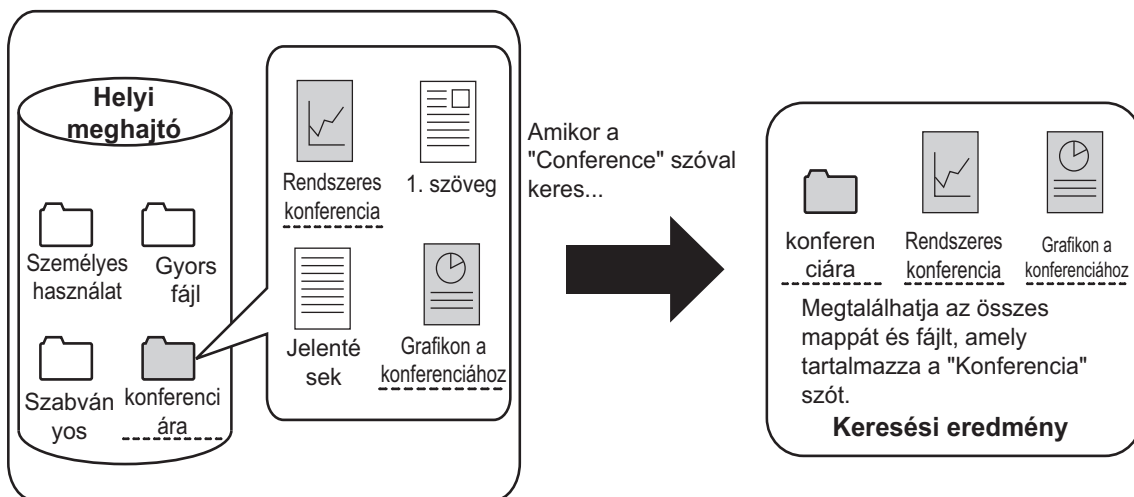 Helyi
meghajtó
Személyes
használat
Gyors
fájl
Szabván
yos
konferenci
ára
Rendszeres
konferencia
1. szöveg
Jelenté
sek
Grafikon a
konferenciához
Amikor a
"Conference" szóval
keres...
konferen
ciára
Rendszeres
konferencia
Grafikon a
konferenciához
Megtalálhatja az összes
mappát és fájlt, amely
tartalmazza a "Konferencia"
szót.
Keresési eredmény